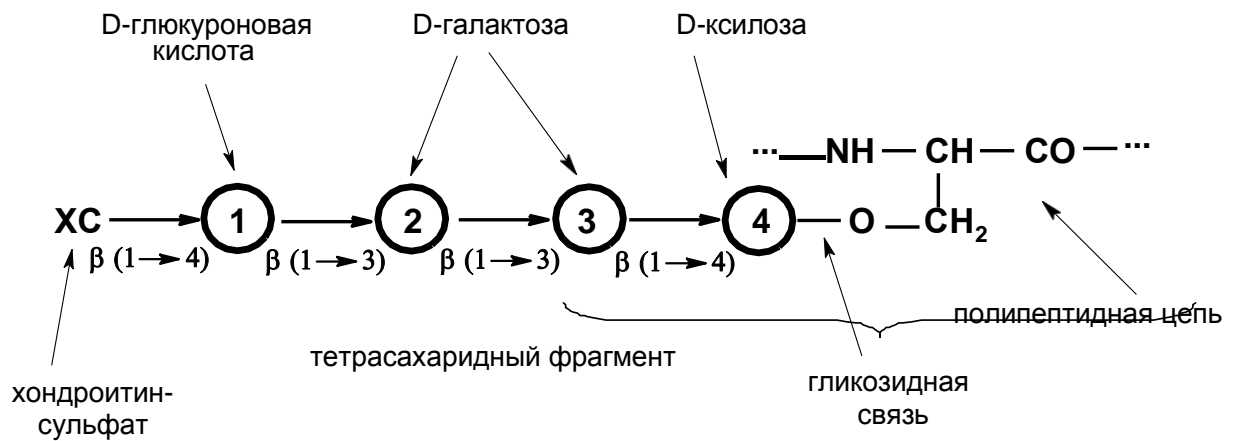 D-глюкуроновая
кислота
D-галактоза
D-ксилоза
... — NH — CH — CO — ...
ХС → 1 → 2 → 3 → 4 — O — CH₂
β (1→4) β (1→3) β (1→3) β (1→4)
полипептидная цепь
тетрасахаридный фрагмент
гликозидная
связь
хондроитин-
сульфат